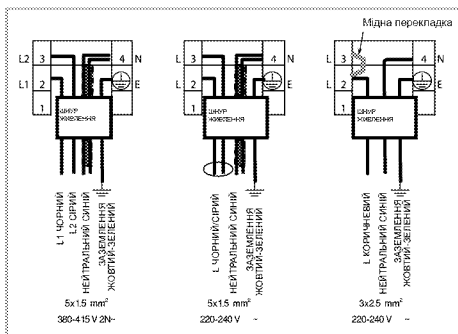 Мідна перекладка
L2 3 4 N
L1 2 E
1
ШНУР ЖИВЛЕННЯ
L1 ЧОРНИЙ
L2 СІРИЙ
НЕЙТРАЛЬНИЙ СИНІЙ
ЗАЗЕМЛЕННЯ
ЖОВТИЙ-ЗЕЛЕНИЙ
5x1.5 mm²
380-415 V 2N~
L 3 4 N
L 2 E
1
ШНУР ЖИВЛЕННЯ
L ЧОРНИЙ/СІРИЙ
НЕЙТРАЛЬНИЙ СИНІЙ
ЗАЗЕМЛЕННЯ
ЖОВТИЙ-ЗЕЛЕНИЙ
5x1.5 mm²
220-240 V ~
L 3 4 N
L 2 E
1
ШНУР ЖИВЛЕННЯ
L КОРИЧНЕВИЙ
НЕЙТРАЛЬНИЙ СИНІЙ
ЗАЗЕМЛЕННЯ
ЖОВТИЙ-ЗЕЛЕНИЙ
3x2.5 mm²
220-240 V ~